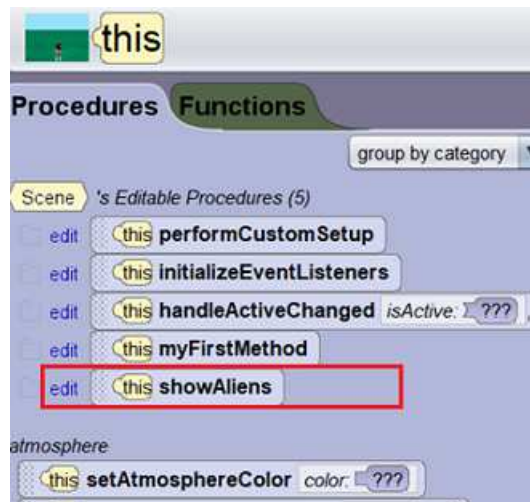 this
Procedures Functions
group by category
Scene 's Editable Procedures (5)
edit this performCustomSetup
edit this initializeEventListeners
edit this handleActiveChanged isActive: ???
edit this myFirstMethod
edit this showAliens
atmosphere
this setAtmosphereColor color: ???